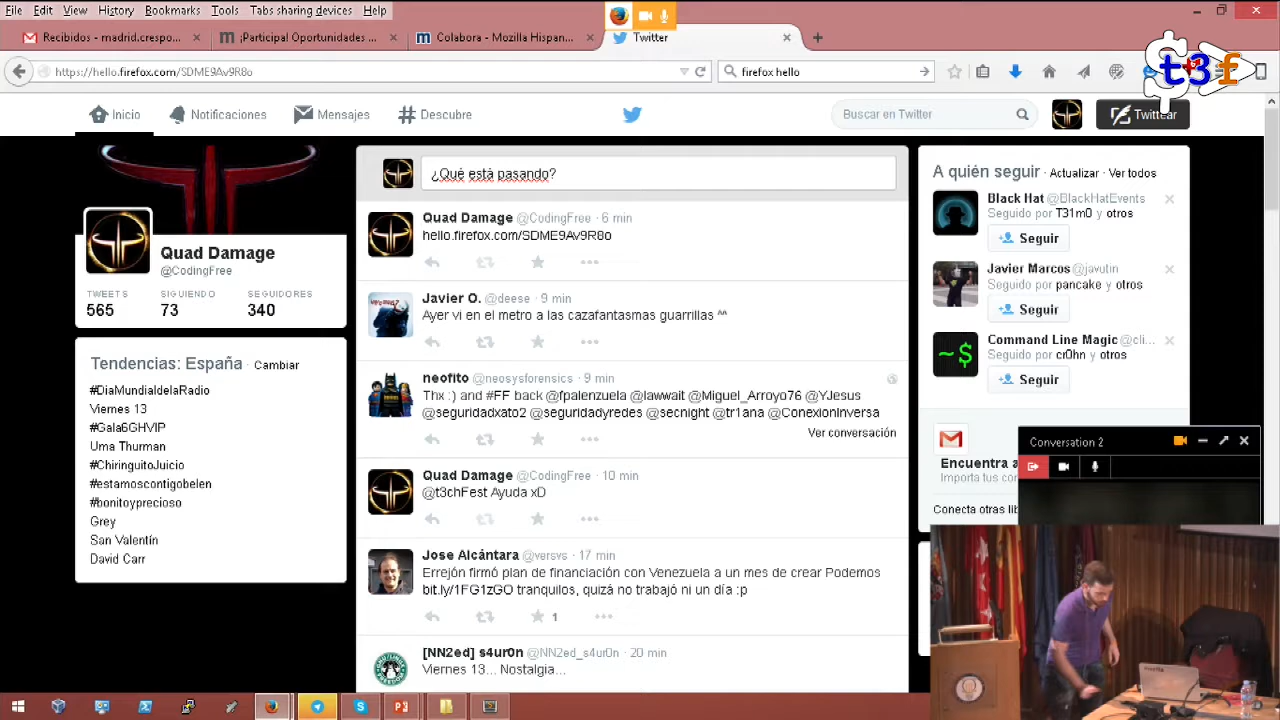 File Edit View History Bookmarks Tools Tabs sharing devices Help
Recibidos - madrid.crespo...
¡Participa! Oportunidades ...
Colabora - Mozilla Hispan...
Twitter
https://hello.firefox.com/SDME9Av9R8o
firefox hello
t3f
Inicio
Notificaciones
Mensajes
Descubre
Buscar en Twitter
Twittear
Quad Damage
@CodingFree
TWEETS SIGUIENDO SEGUIDORES
565 73 340
Tendencias: España · Cambiar
#DiaMundialdelaRadio
Viernes 13
#Gala6GHVIP
Uma Thurman
#ChiringuitoJuicio
#estamoscontigobelen
#bonitoyprecioso
Grey
San Valentín
David Carr
¿Qué está pasando?
Quad Damage @CodingFree · 6 min
hello.firefox.com/SDME9Av9R8o
Javier O. @deese · 9 min
Ayer vi en el metro a las cazafantasmas guarrillas ^^
neofito @neosysforensics · 9 min
Thx :) and #FF back @fpalenzuela @lawwait @Miguel_Arroyo76 @YJesus
@seguridadxato2 @seguridadyredes @secnight @tr1ana @ConexionInversa
Ver conversación
Quad Damage @CodingFree · 10 min
@t3chFest Ayuda xD
Jose Alcántara @versvs · 17 min
Errejón firmó plan de financiación con Venezuela a un mes de crear Podemos
bit.ly/1FG1zGO tranquilos, quizá no trabajó ni un día :p
1
[NN2ed] s4ur0n @NN2ed_s4ur0n · 20 min
Viernes 13... Nostalgia...
A quién seguir · Actualizar · Ver todos
Black Hat @BlackHatEvents
Seguido por T31m0 y otros
Seguir
Javier Marcos @javutin
Seguido por pancake y otros
Seguir
Command Line Magic @cli...
Seguido por cr0hn y otros
~$
Seguir
Encuentra a
Importa tus con
Conecta otras lib
Conversation 2